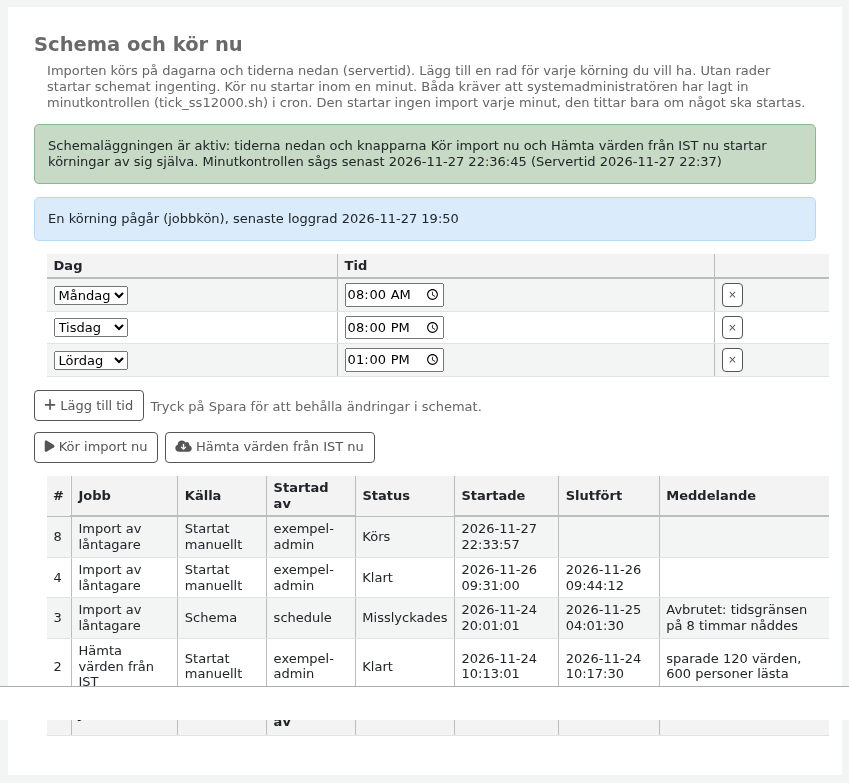 Schema och kör nu
Importen körs på dagarna och tiderna nedan (servertid). Lägg till en rad för varje körning du vill ha. Utan rader
startar schemat ingenting. Kör nu startar inom en minut. Båda kräver att systemadministratören har lagt in
minutkontrollen (tick_ss12000.sh) i cron. Den startar ingen import varje minut, den tittar bara om något ska startas.
Schemaläggningen är aktiv: tiderna nedan och knapparna Kör import nu och Hämta värden från IST nu startar
körningar av sig själva. Minutkontrollen sågs senast 2026-11-27 22:36:45 (Servertid 2026-11-27 22:37)
En körning pågår (jobbkön), senaste loggrad 2026-11-27 19:50
Dag Tid
Måndag 08:00 AM ×
Tisdag 08:00 PM ×
Lördag 01:00 PM ×
+ Lägg till tid Tryck på Spara för att behålla ändringar i schemat.
Kör import nu Hämta värden från IST nu
# Jobb Källa Startad av Status Startade Slutfört Meddelande
8 Import av låntagare Startat manuellt exempel-admin Körs 2026-11-27 22:33:57
4 Import av låntagare Startat manuellt exempel-admin Klart 2026-11-26 09:31:00 2026-11-26 09:44:12
3 Import av låntagare Schema schedule Misslyckades 2026-11-24 20:01:01 2026-11-25 04:01:30 Avbrutet: tidsgränsen på 8 timmar nåddes
2 Hämta värden från IST Startat manuellt exempel-admin Klart 2026-11-24 10:13:01 2026-11-24 10:17:30 sparade 120 värden, 600 personer lästa
av